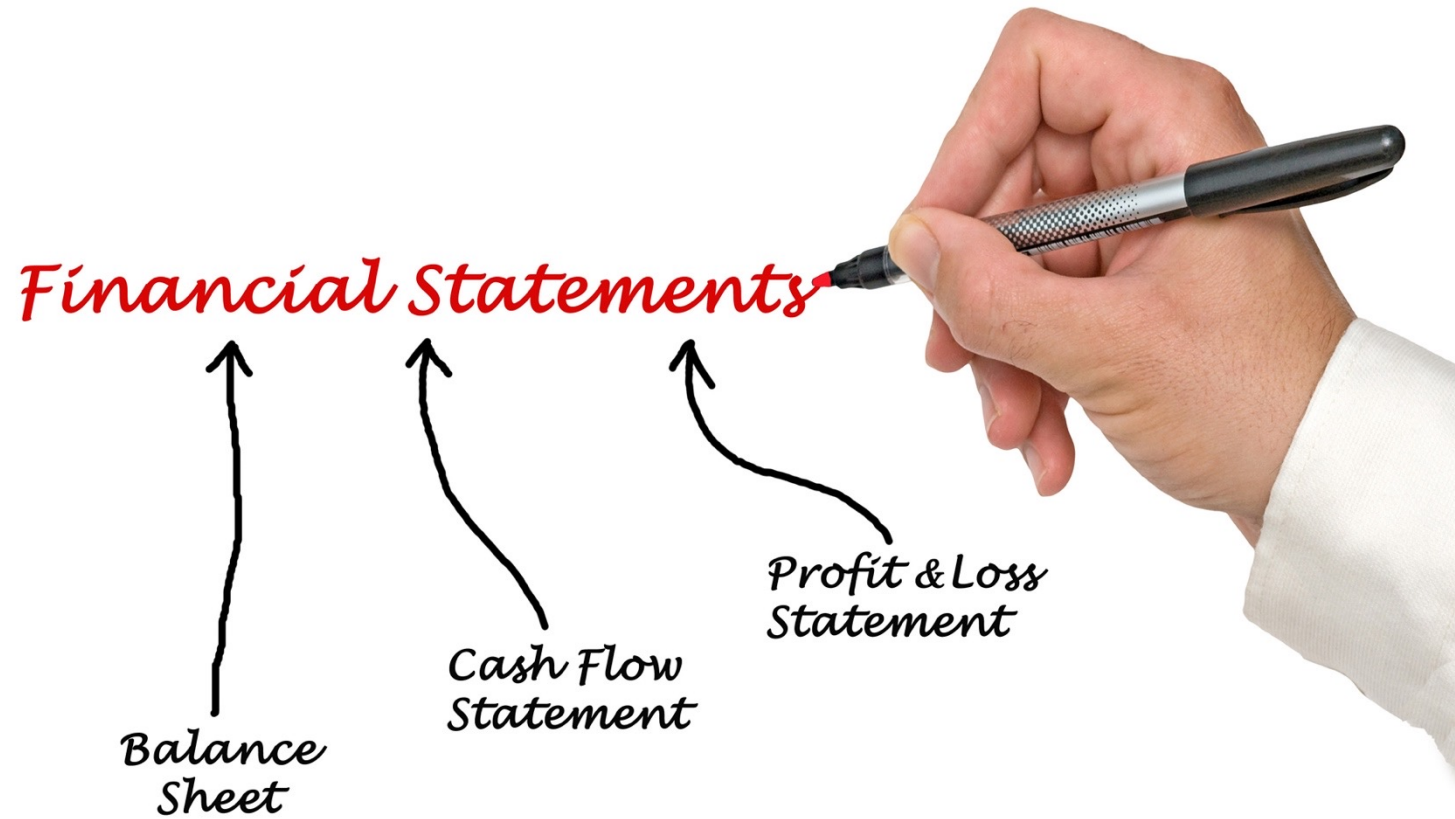 Financial Statements
Profit & Loss
Statement
Cash Flow
Statement
Balance
Sheet